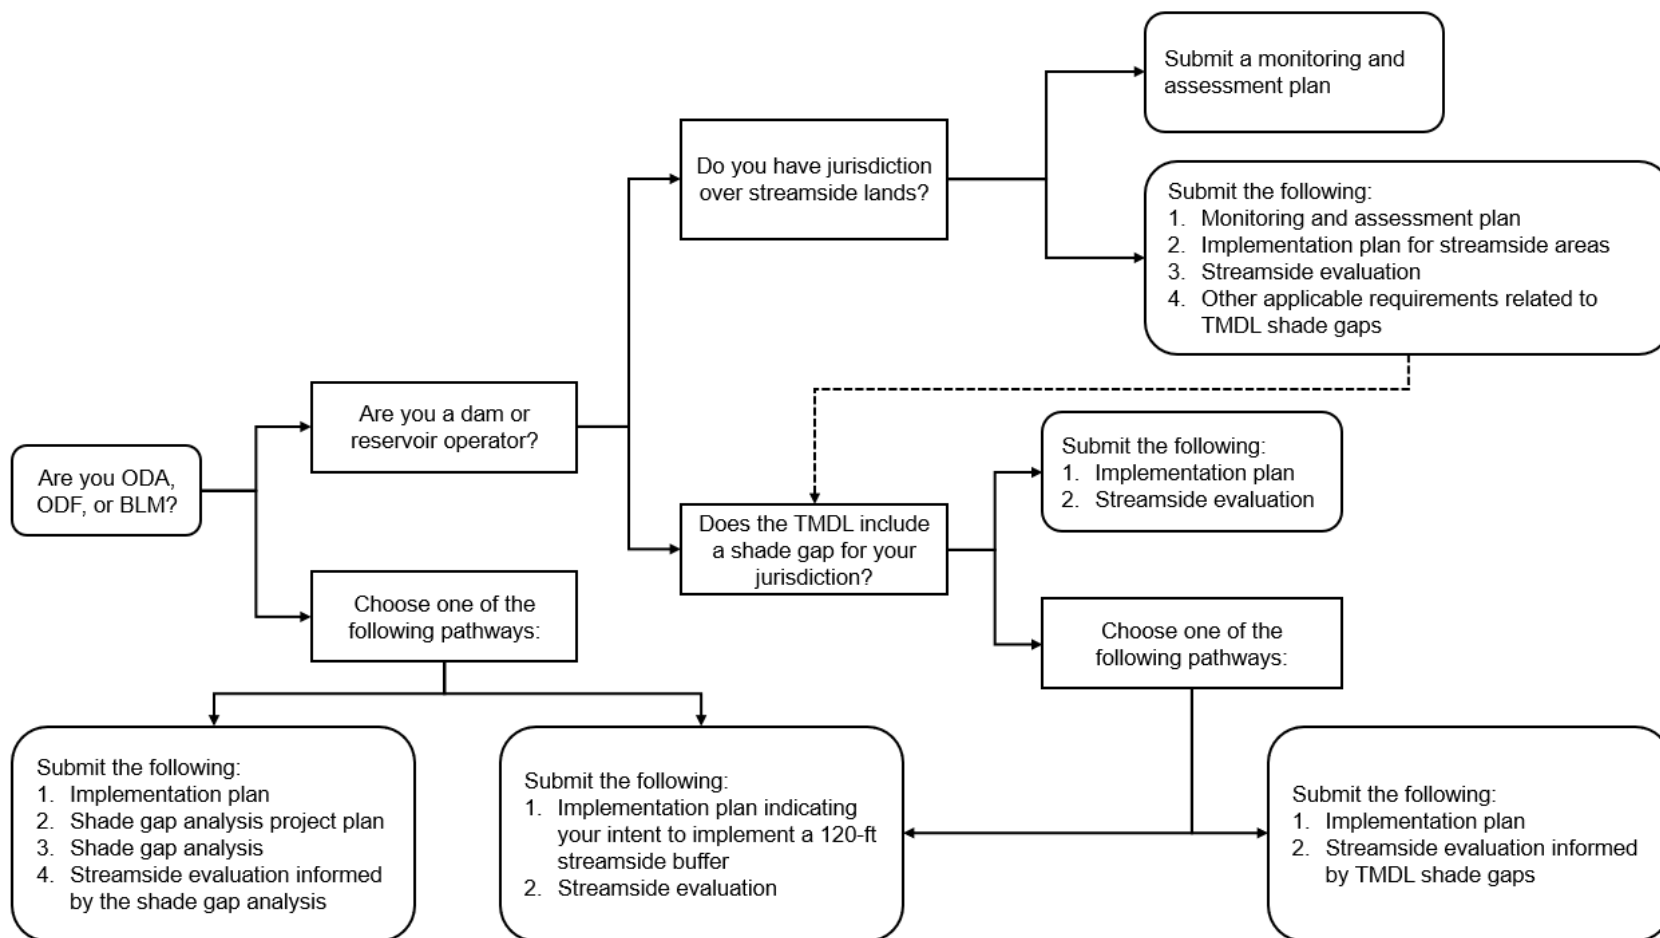 Submit a monitoring and
assessment plan
Do you have jurisdiction
over streamside lands?
Submit the following:
1. Monitoring and assessment plan
2. Implementation plan for streamside areas
3. Streamside evaluation
4. Other applicable requirements related to
TMDL shade gaps
Are you a dam or
reservoir operator?
Are you ODA,
ODF, or BLM?
Submit the following:
1. Implementation plan
2. Streamside evaluation
Does the TMDL include
a shade gap for your
jurisdiction?
Choose one of the
following pathways:
Choose one of the
following pathways:
Submit the following:
1. Implementation plan
2. Shade gap analysis project plan
3. Shade gap analysis
4. Streamside evaluation informed
by the shade gap analysis
Submit the following:
1. Implementation plan indicating
your intent to implement a 120-ft
streamside buffer
2. Streamside evaluation
Submit the following:
1. Implementation plan
2. Streamside evaluation informed
by TMDL shade gaps